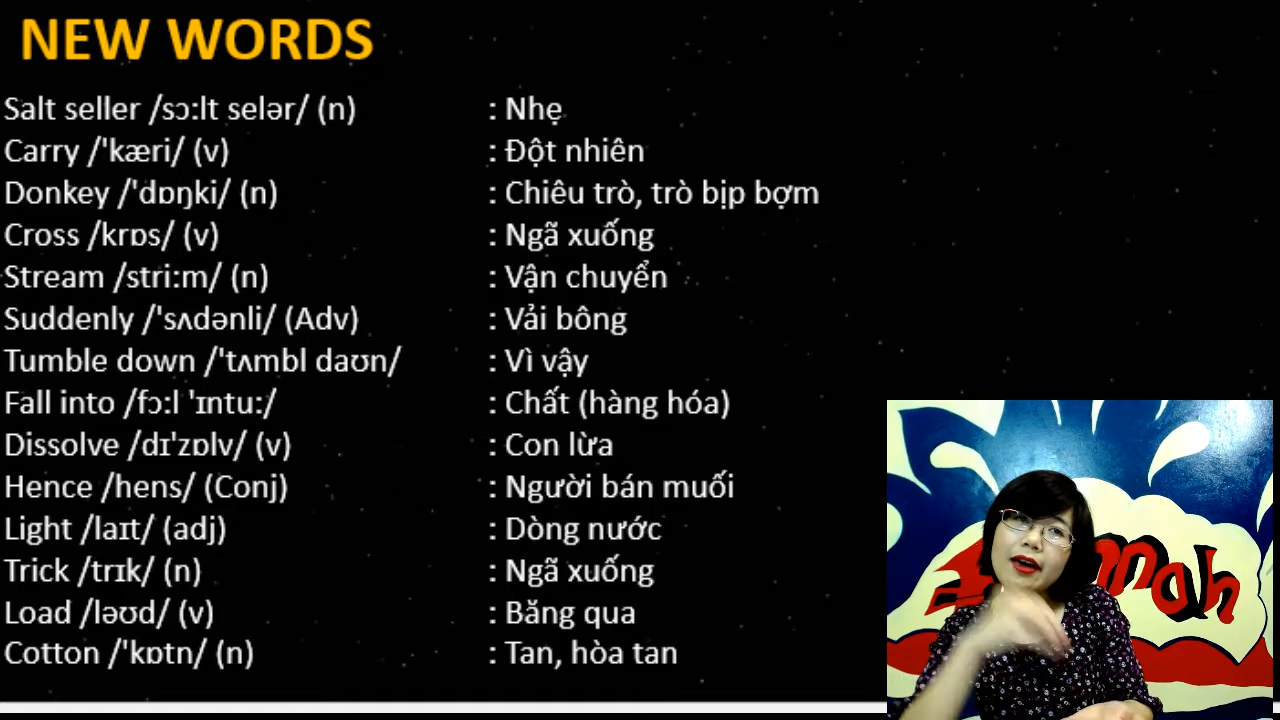 NEW WORDS
Salt seller /sɔ:lt selər/ (n) : Nhẹ
Carry /'kæri/ (v) : Đột nhiên
Donkey /'dɒŋki/ (n) : Chiêu trò, trò bịp bợm
Cross /krɒs/ (v) : Ngã xuống
Stream /stri:m/ (n) : Vận chuyển
Suddenly /'sʌdənli/ (Adv) : Vải bông
Tumble down /'tʌmbl daʊn/ : Vì vậy
Fall into /fɔ:l 'ɪntu:/ : Chất (hàng hóa)
Dissolve /dɪ'zɒlv/ (v) : Con lừa
Hence /hens/ (Conj) : Người bán muối
Light /laɪt/ (adj) : Dòng nước
Trick /trɪk/ (n) : Ngã xuống
Load /ləʊd/ (v) : Băng qua
Cotton /'kɒtn/ (n) : Tan, hòa tan